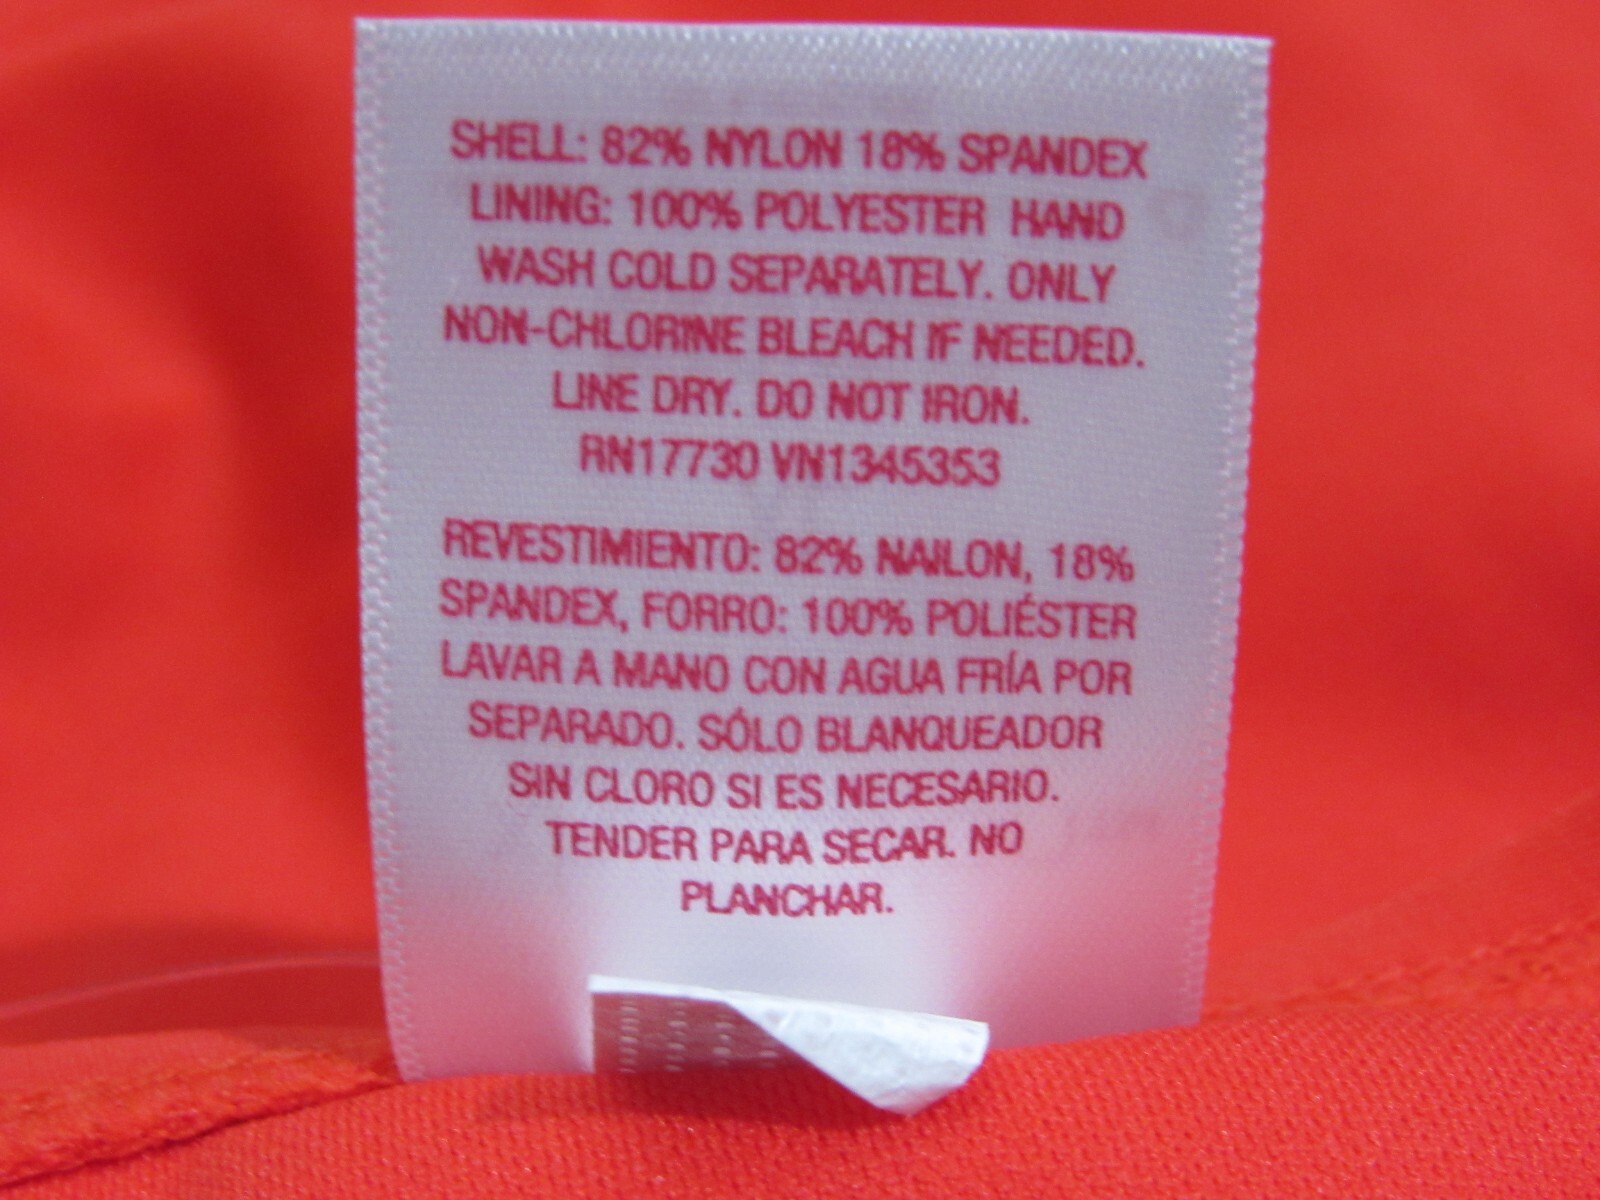 SHELL: 82% NYLON 18% SPANDEX
LINING: 100% POLYESTER HAND
WASH COLD SEPARATELY. ONLY
NON-CHLORINE BLEACH IF NEEDED.
LINE DRY. DO NOT IRON.
RN17730 VN1345353
REVESTIMIENTO: 82% NAILON, 18%
SPANDEX, FORRO: 100% POLIÉSTER
LAVAR A MANO CON AGUA FRÍA POR
SEPARADO. SÓLO BLANQUEADOR
SIN CLORO SI ES NECESARIO.
TENDER PARA SECAR. NO
PLANCHAR.